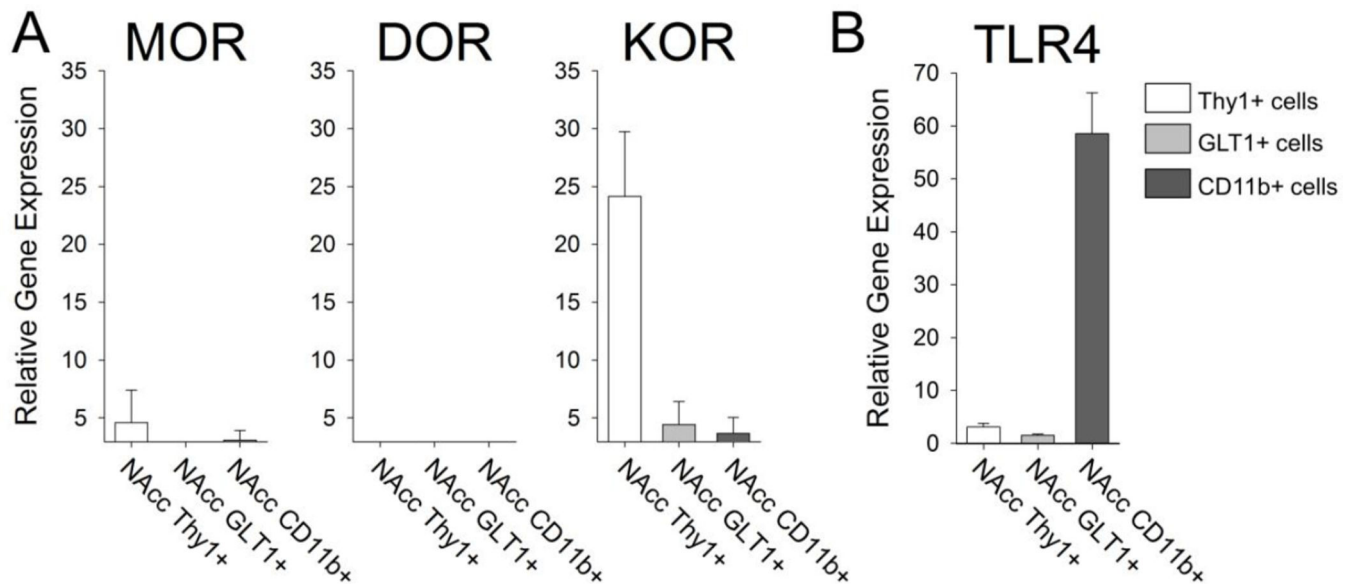 A
MOR
DOR
KOR
B
TLR4
Relative Gene Expression
35
30
25
20
15
10
5
NAcc Thy1+
NAcc GLT1+
NAcc CD11b+
35
30
25
20
15
10
5
NAcc Thy1+
NAcc GLT1+
NAcc CD11b+
35
30
25
20
15
10
5
NAcc Thy1+
NAcc GLT1+
NAcc CD11b+
Relative Gene Expression
70
60
50
40
30
20
10
0
NAcc Thy1+
NAcc GLT1+
NAcc CD11b+
Thy1+ cells
GLT1+ cells
CD11b+ cells